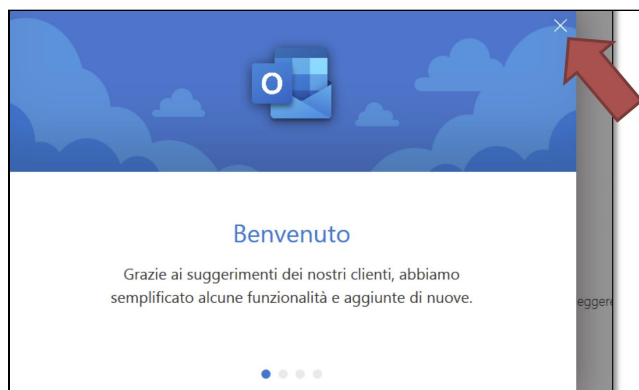 O
Benvenuto
Grazie ai suggerimenti dei nostri clienti, abbiamo
semplificato alcune funzionalità e aggiunte di nuove.